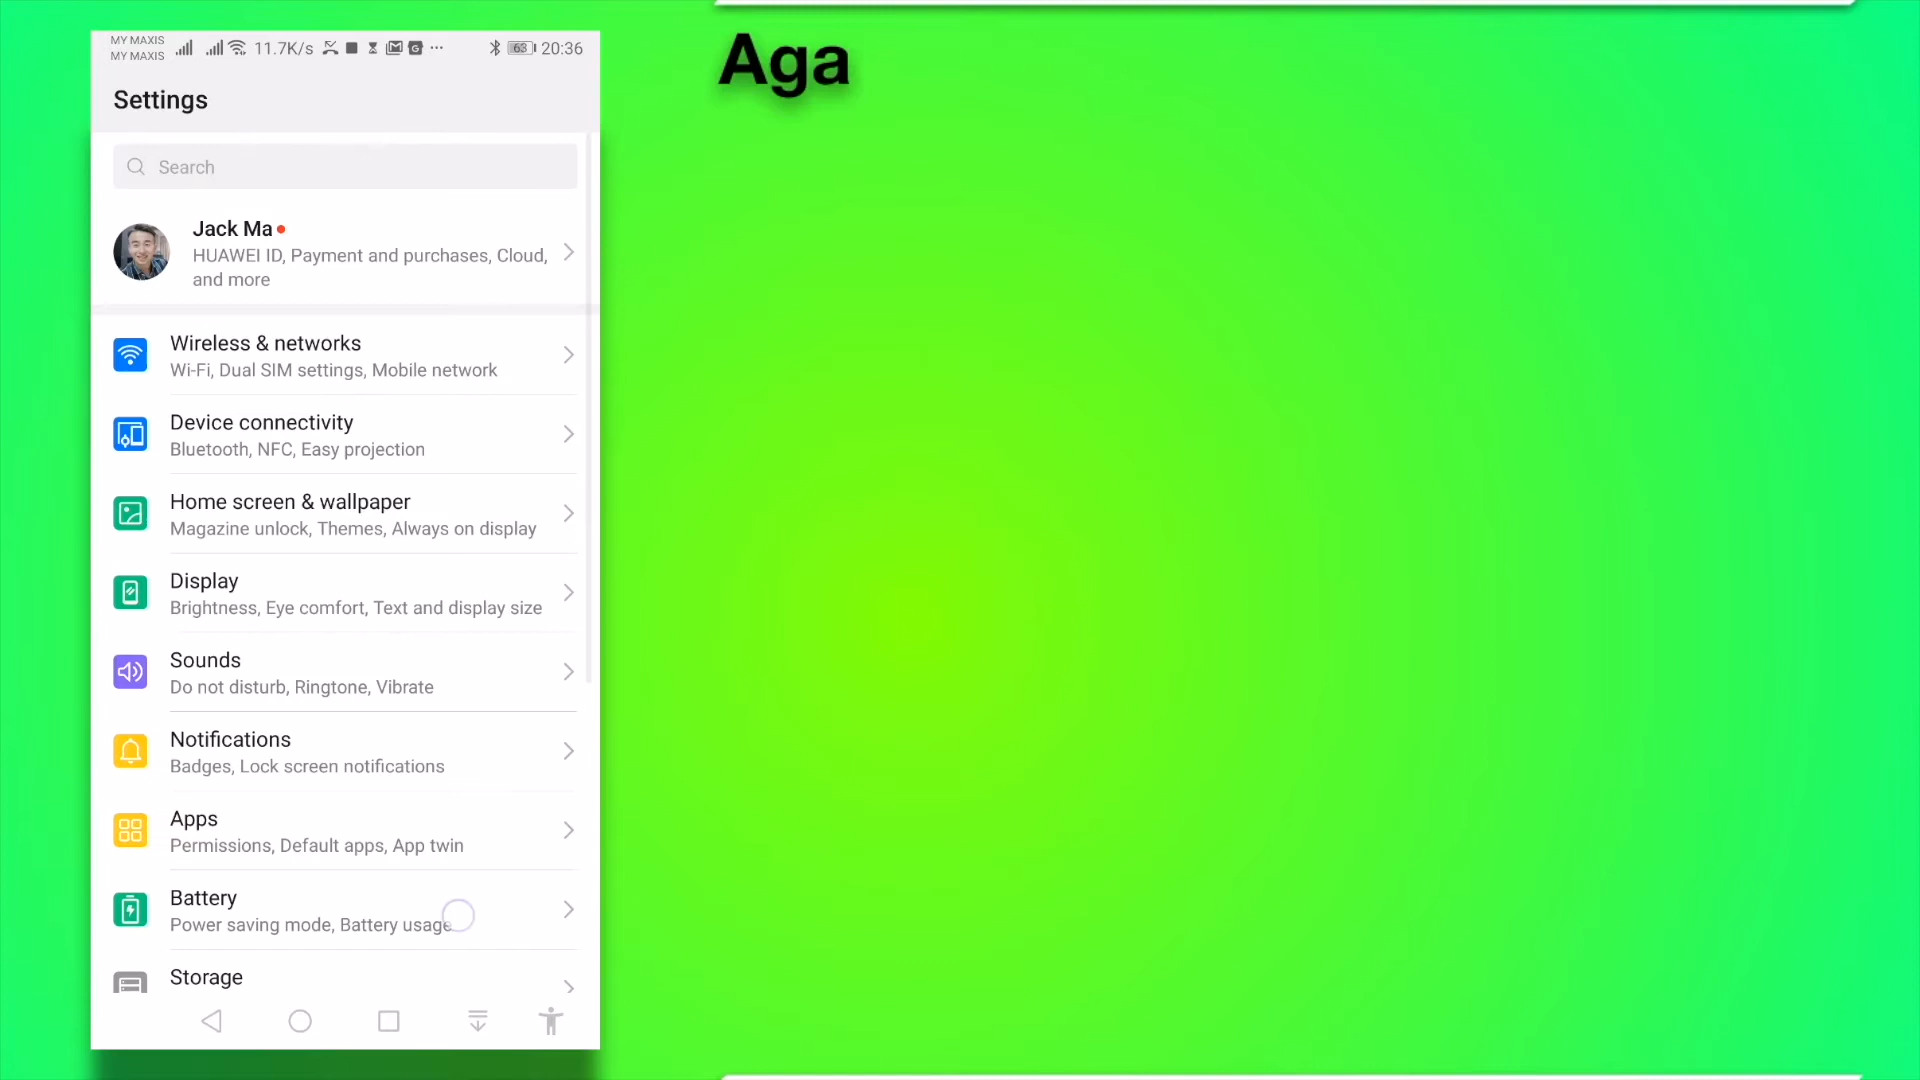 MY MAXIS
MY MAXIS
11.7K/s
63
20:36
Settings
Search
Jack Ma
HUAWEI ID, Payment and purchases, Cloud,
and more
Wireless & networks
Wi-Fi, Dual SIM settings, Mobile network
Device connectivity
Bluetooth, NFC, Easy projection
Home screen & wallpaper
Magazine unlock, Themes, Always on display
Display
Brightness, Eye comfort, Text and display size
Sounds
Do not disturb, Ringtone, Vibrate
Notifications
Badges, Lock screen notifications
Apps
Permissions, Default apps, App twin
Battery
Power saving mode, Battery usage
Storage
Aga